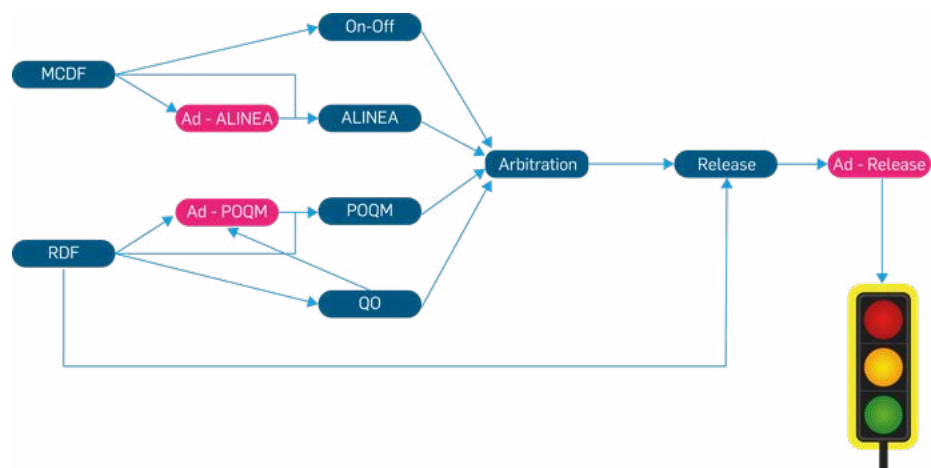 On-Off
MCDF
Ad - ALINEA
ALINEA
Arbitration
Release
Ad - Release
Ad - POQM
POQM
RDF
QO